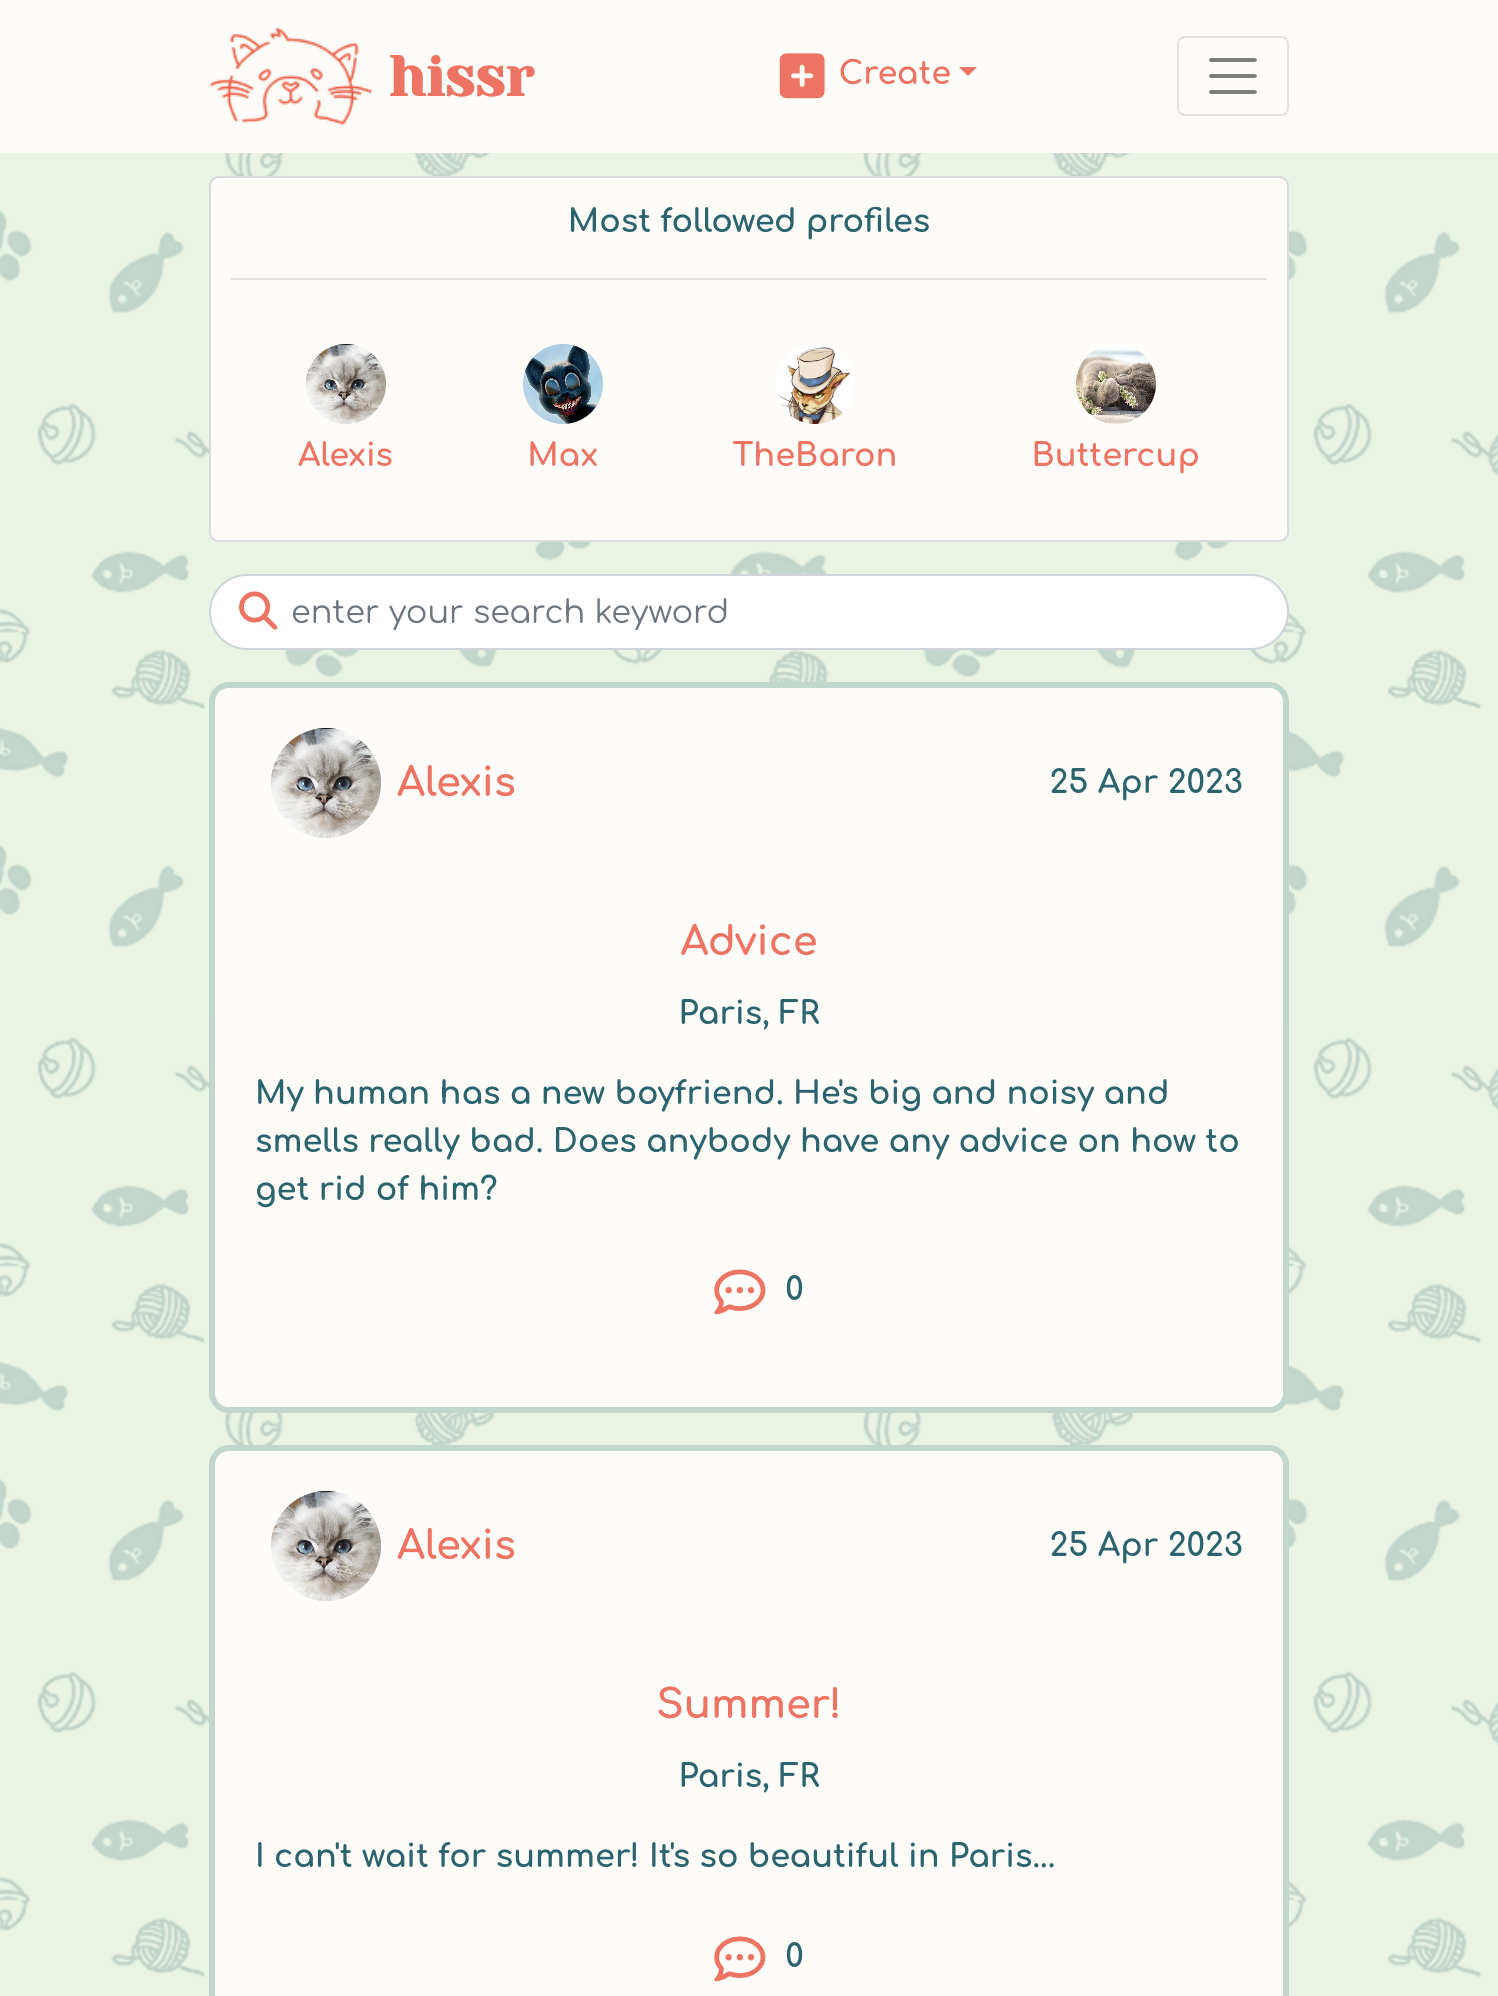 hissr
Create
Most followed profiles
Alexis
Max
TheBaron
Buttercup
enter your search keyword
Alexis
25 Apr 2023
Advice
Paris, FR
My human has a new boyfriend. He's big and noisy and
smells really bad. Does anybody have any advice on how to
get rid of him?
0
Alexis
25 Apr 2023
Summer!
Paris, FR
I can't wait for summer! It's so beautiful in Paris...
0